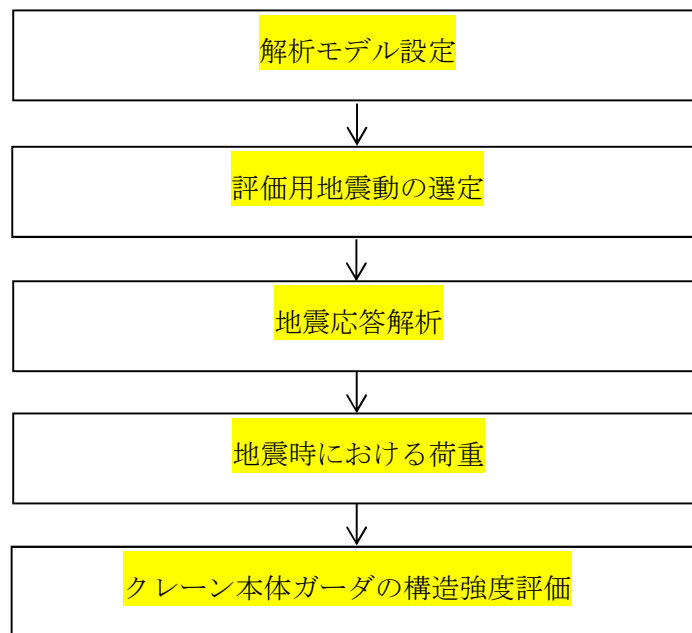 解析モデル設定
評価用地震動の選定
地震応答解析
地震時における荷重
クレーン本体ガーダの構造強度評価